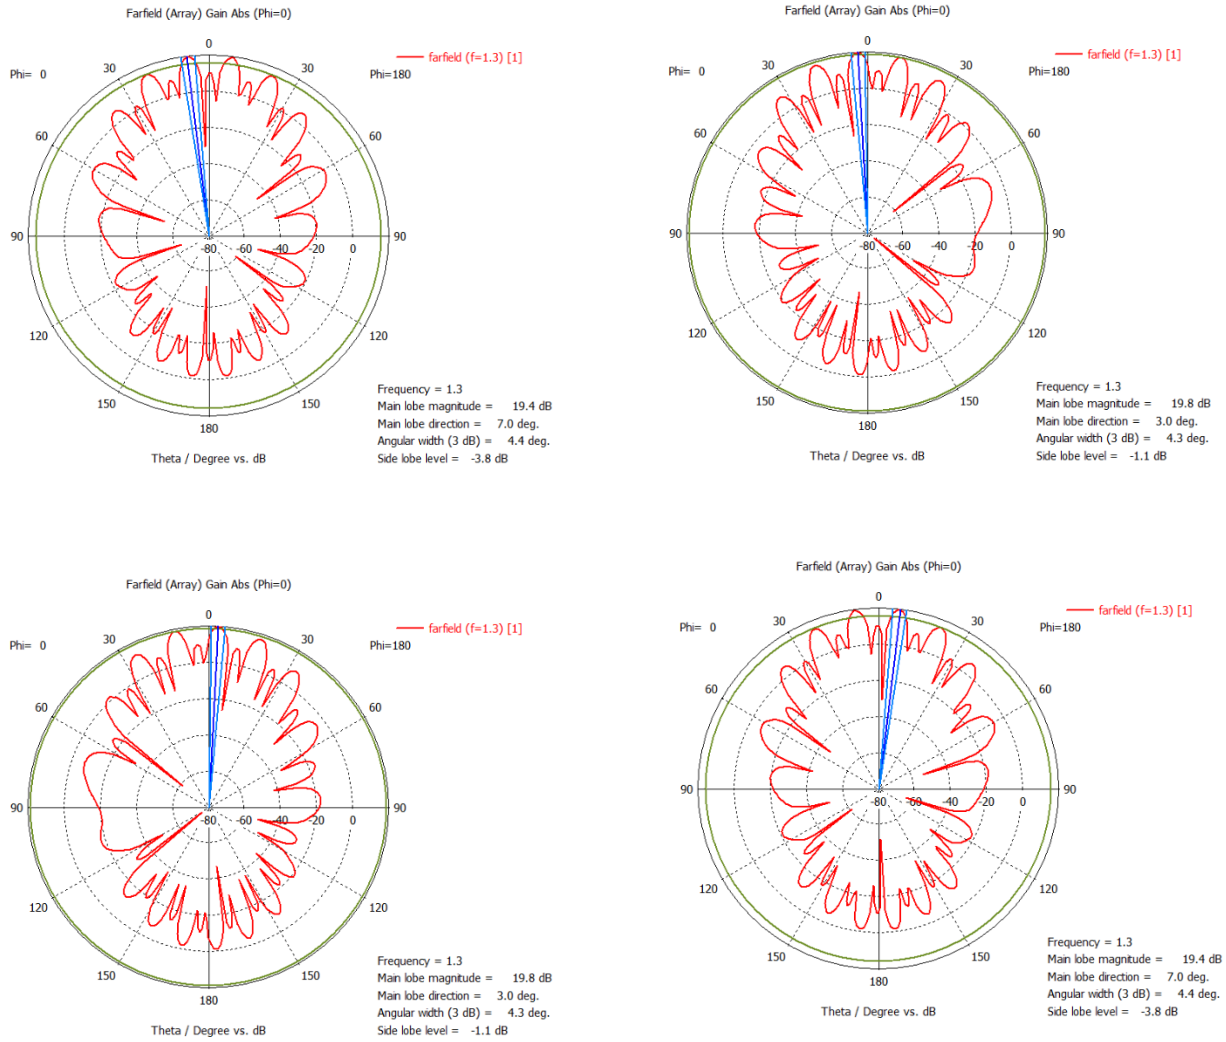 Farfield (Array) Gain Abs (Phi=0)
0
farfield (f=1.3) [1]
Phi= 0
30
30
Phi=180
60
60
90
-80
-60
-40
-20
0
90
120
120
150
150
180
Frequency = 1.3
Main lobe magnitude = 19.4 dB
Main lobe direction = 7.0 deg.
Angular width (3 dB) = 4.4 deg.
Side lobe level = -3.8 dB
Theta / Degree vs. dB
Farfield (Array) Gain Abs (Phi=0)
0
farfield (f=1.3) [1]
Phi= 0
30
30
Phi=180
60
60
90
-80
-60
-40
-20
0
90
120
120
150
150
180
Frequency = 1.3
Main lobe magnitude = 19.8 dB
Main lobe direction = 3.0 deg.
Angular width (3 dB) = 4.3 deg.
Side lobe level = -1.1 dB
Theta / Degree vs. dB
Farfield (Array) Gain Abs (Phi=0)
0
farfield (f=1.3) [1]
Phi= 0
30
30
Phi=180
60
60
90
-80
-60
-40
-20
0
90
120
120
150
150
180
Frequency = 1.3
Main lobe magnitude = 19.8 dB
Main lobe direction = 3.0 deg.
Angular width (3 dB) = 4.3 deg.
Side lobe level = -1.1 dB
Theta / Degree vs. dB
Farfield (Array) Gain Abs (Phi=0)
0
farfield (f=1.3) [1]
Phi= 0
30
30
Phi=180
60
60
90
-80
-60
-40
-20
0
90
120
120
150
150
180
Frequency = 1.3
Main lobe magnitude = 19.4 dB
Main lobe direction = 7.0 deg.
Angular width (3 dB) = 4.4 deg.
Side lobe level = -3.8 dB
Theta / Degree vs. dB